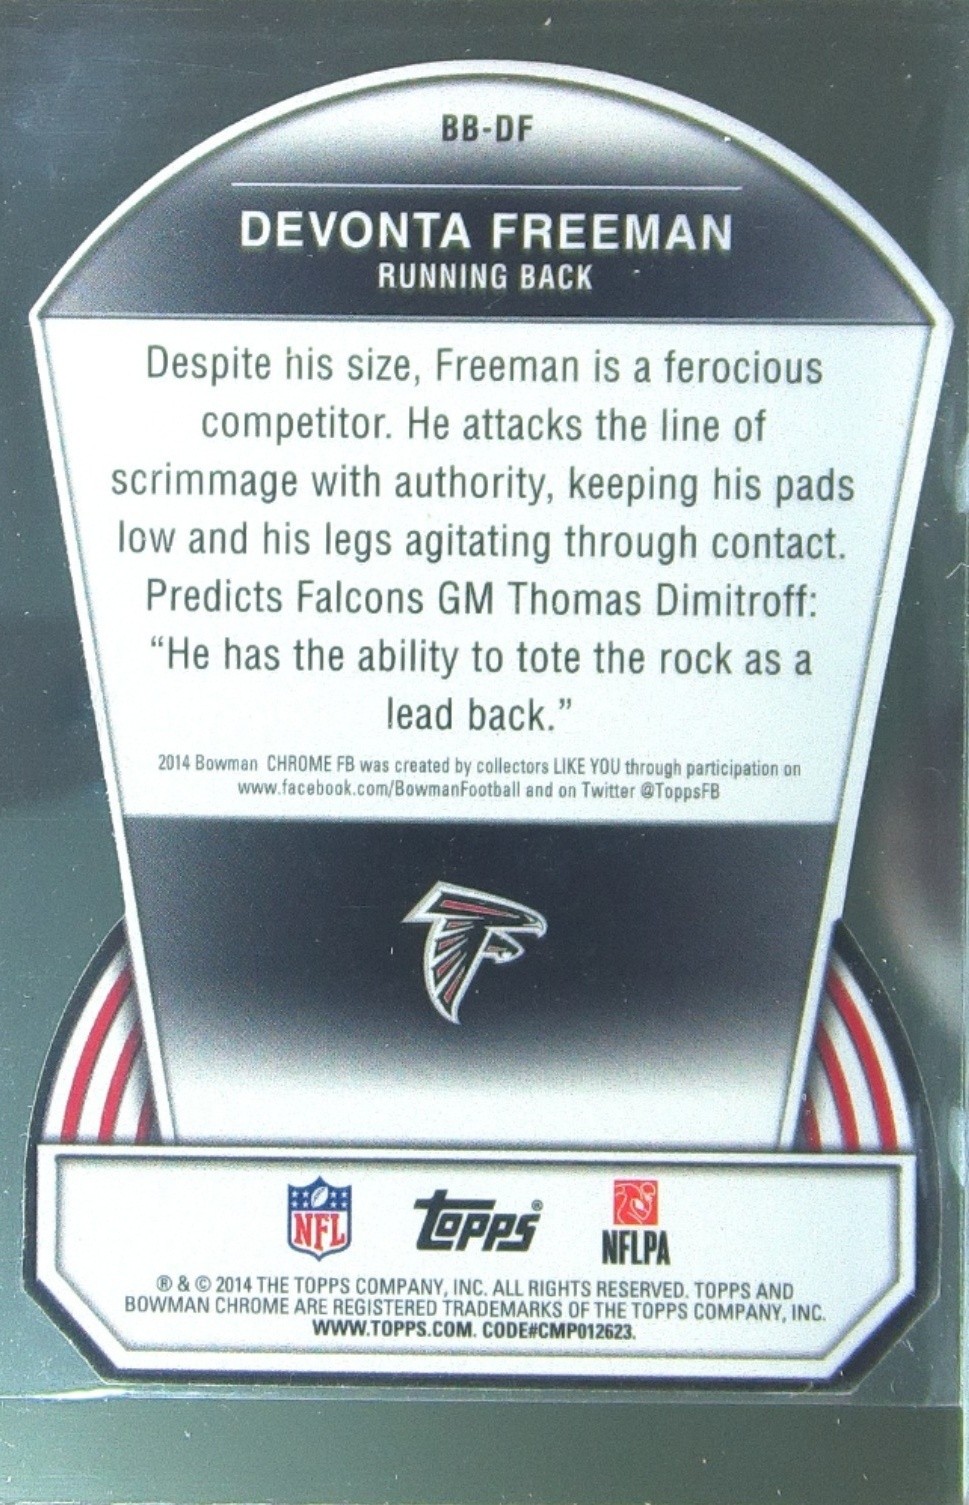 BB-DF
DEVONTA FREEMAN
RUNNING BACK
Despite his size, Freeman is a ferocious
competitor. He attacks the line of
scrimmage with authority, keeping his pads
low and his legs agitating through contact.
Predicts Falcons GM Thomas Dimitroff:
“He has the ability to tote the rock as a
lead back.”
2014 Bowman CHROME FB was created by collectors LIKE YOU through participation on
www.facebook.com/BowmanFootball and on Twitter @ToppsFB
NFL topps® NFLPA
® & © 2014 THE TOPPS COMPANY, INC. ALL RIGHTS RESERVED. TOPPS AND
BOWMAN CHROME ARE REGISTERED TRADEMARKS OF THE TOPPS COMPANY, INC.
WWW.TOPPS.COM. CODE#CMP012623.